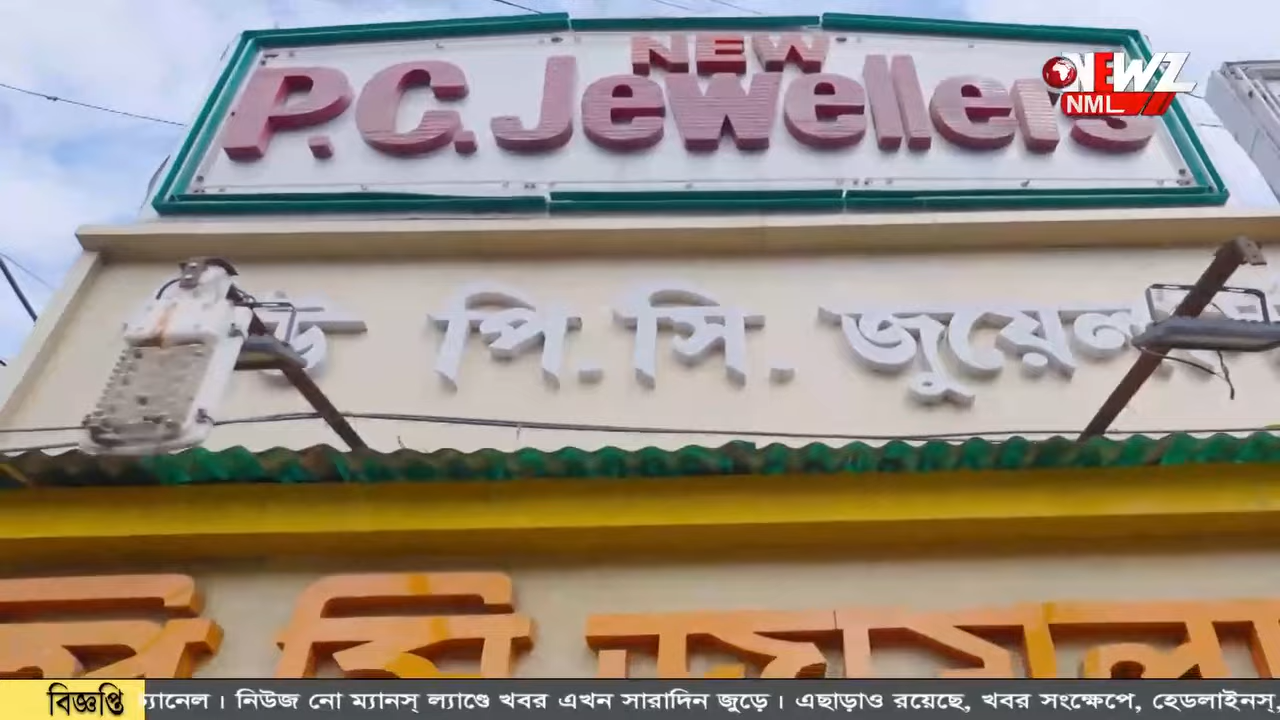 NEW
P.C. Jewellers
NEWZ
NML
উ পি. সি. জুয়েল
পি সি জুয়েলা
বিজ্ঞপ্তি
চ্যানেল । নিউজ নো ম্যানস্ ল্যাণ্ডে খবর এখন সারাদিন জুড়ে । এছাড়াও রয়েছে, খবর সংক্ষেপে, হেডলাইনস্,